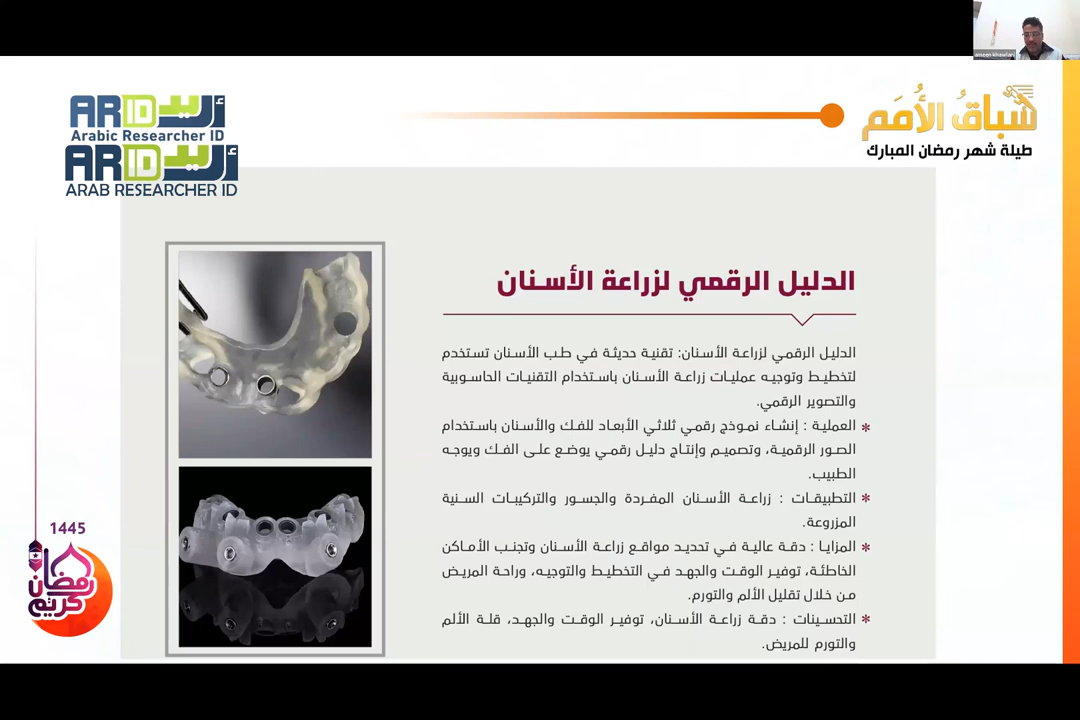 ARID أريد
Arabic Researcher ID
ARID أريد
ARAB RESEARCHER ID
سباقُ الأُمَم
طيلة شهر رمضان المبارك
الدليل الرقمي لزراعة الأسنان
الدليل الرقمي لزراعة الأسنان: تقنية حديثة في طب الأسنان تستخدم
لتخطيط وتوجيه عمليات زراعة الأسنان باستخدام التقنيات الحاسوبية
والتصوير الرقمي.
* العملية : إنشاء نموذج رقمي ثلاثي الأبعاد للفك والأسنان باستخدام
الصور الرقمية، وتصميم وإنتاج دليل رقمي يوضع على الفك ويوجه
الطبيب.
* التطبيقات : زراعة الأسنان المفردة والجسور والتركيبات السنية
المزروعة.
* المزايا : دقة عالية في تحديد مواقع زراعة الأسنان وتجنب الأماكن
الخاطئة، توفير الوقت والجهد في التخطيط والتوجيه، وراحة المريض
من خلال تقليل الألم والتورم.
* التحسينات : دقة زراعة الأسنان، توفير الوقت والجهد، قلة الألم
والتورم للمريض.
1445
رمضان
كريم